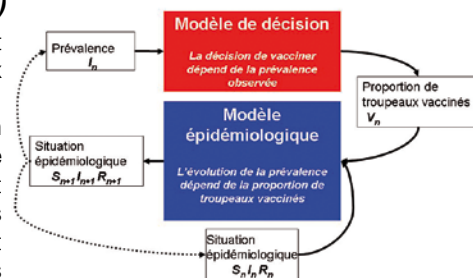 Modèle de décision
La décision de vacciner
dépend de la prévalence
observée
Prévalence
Iₙ
Proportion de
troupeaux vaccinés
Vₙ
Modèle
épidémiologique
L'évolution de la prévalence
dépend de la proportion de
troupeaux vaccinés
Situation
épidémiologique
Sₙ₊₁ Iₙ₊₁ Rₙ₊₁
Situation
épidémiologique
Sₙ Iₙ Rₙ